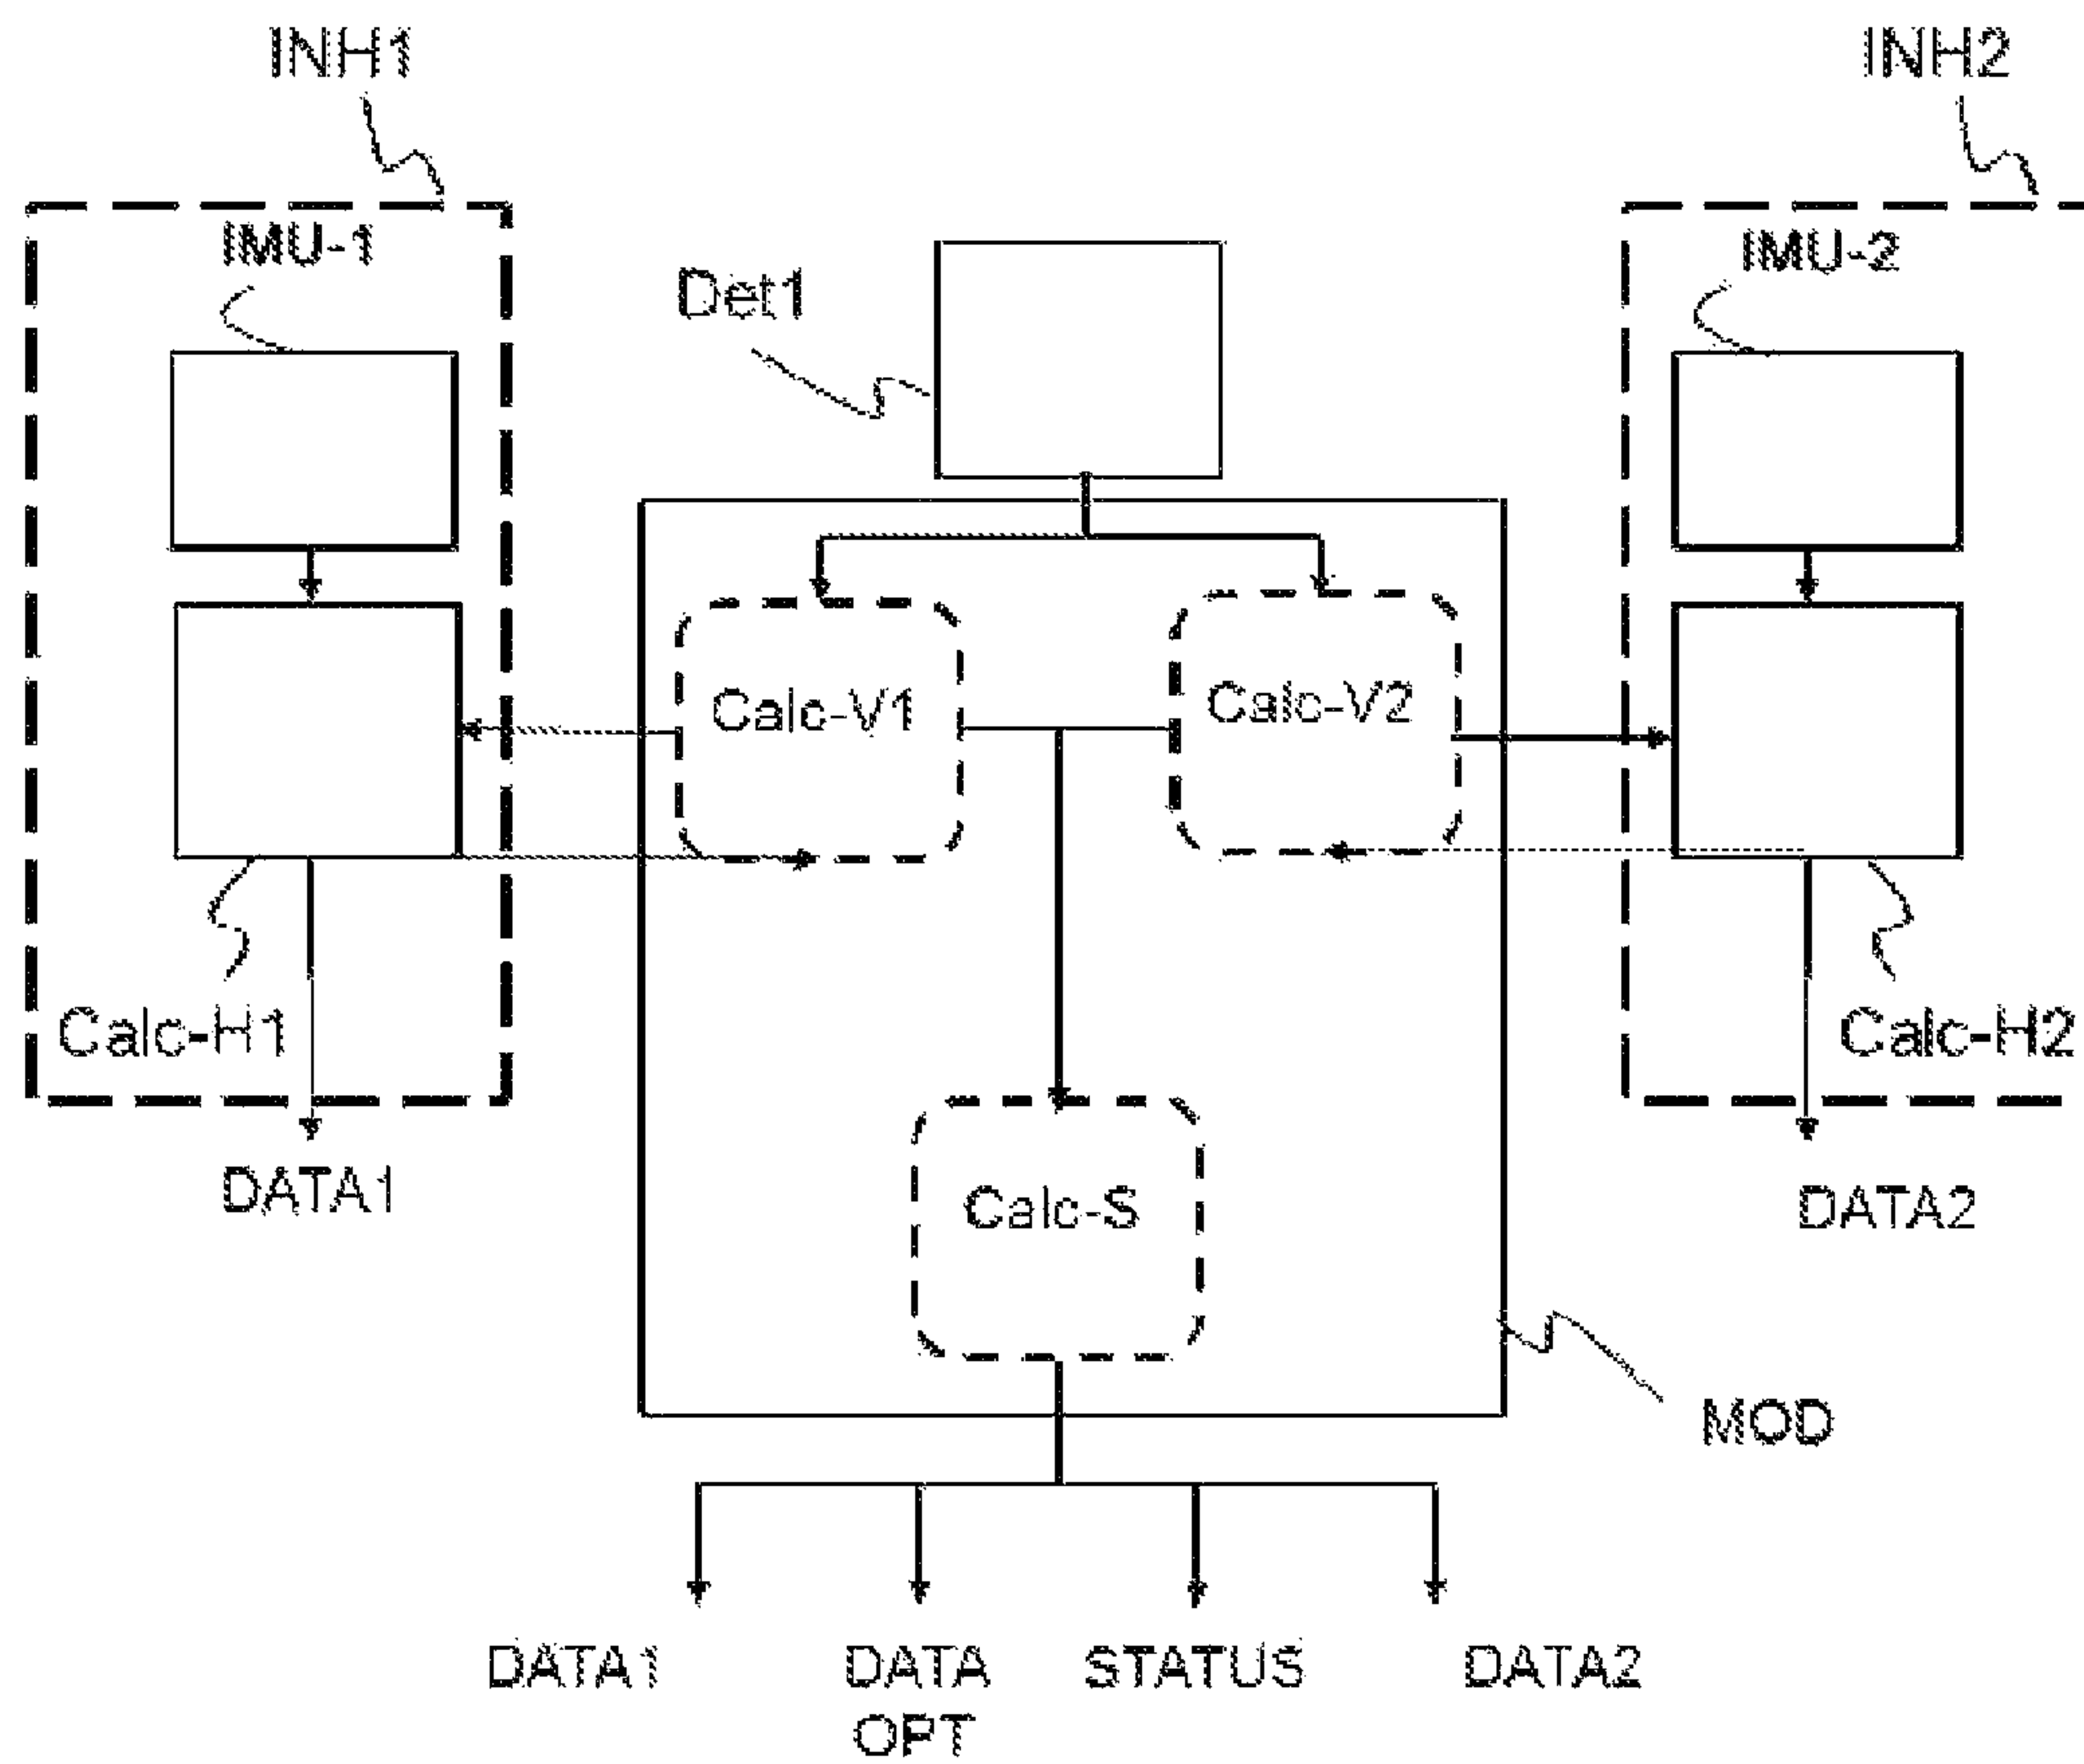 INH1
INH2
IMU-1
IMU-2
Det1
Calc-V1
Calc-V2
Calc-H1
Calc-H2
DATA1
Calc-S
DATA2
MOD
DATA1
DATA
OPT
STATUS
DATA2